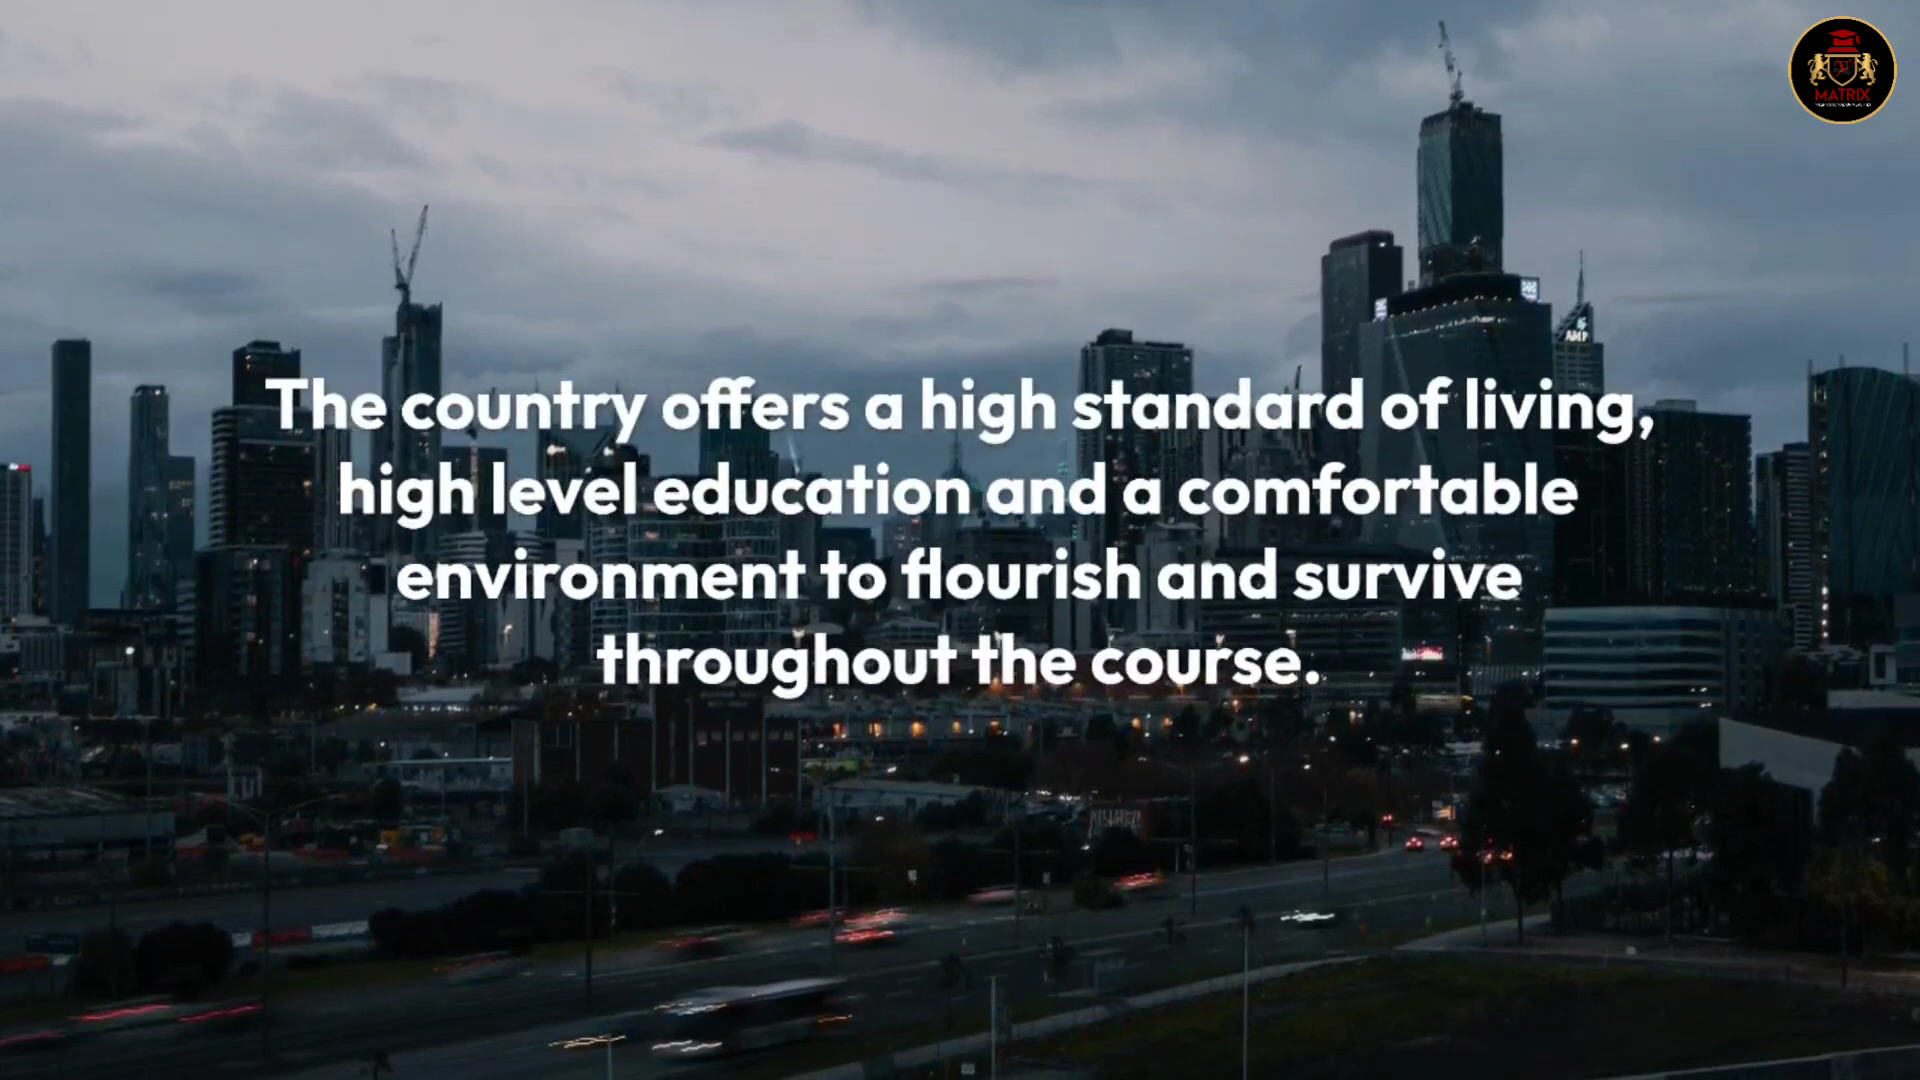 MATRIX
AMP
The country offers a high standard of living,
high level education and a comfortable
environment to flourish and survive
throughout the course.